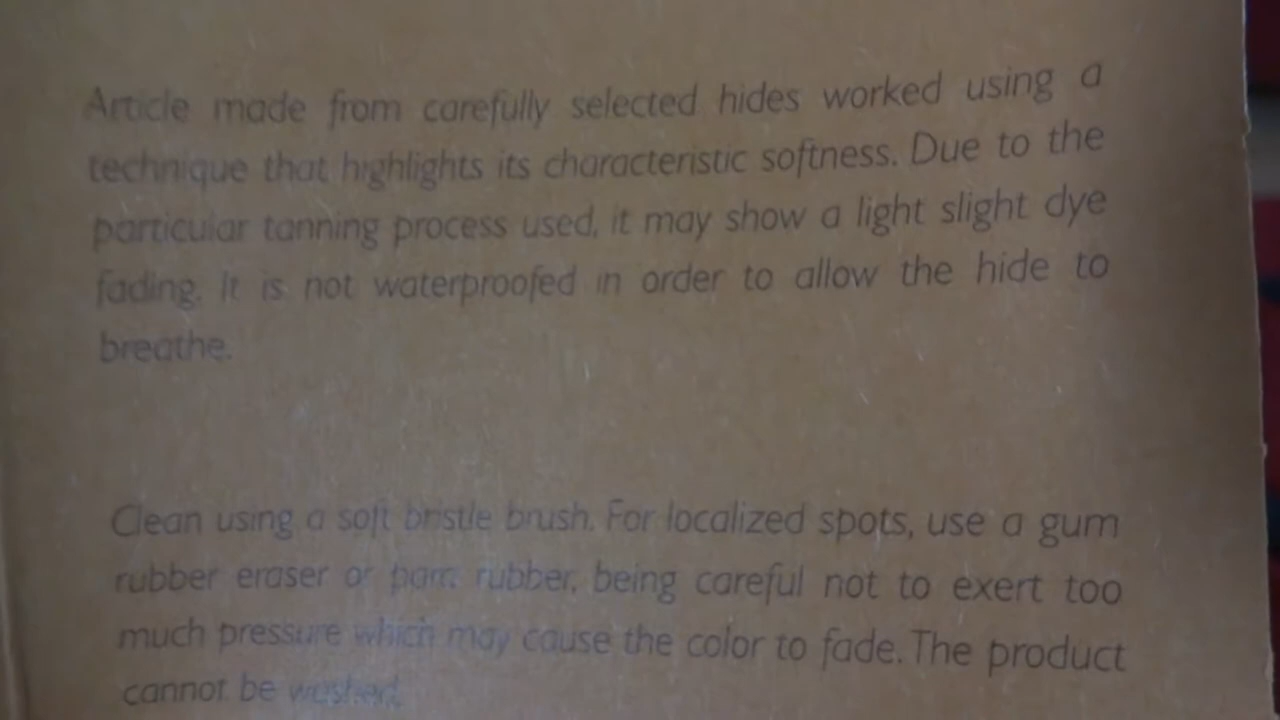 Article made from carefully selected hides worked using a
technique that highlights its characteristic softness. Due to the
particular tanning process used, it may show a light slight dye
fading. It is not waterproofed in order to allow the hide to
breathe.
Clean using a soft bristle brush. For localized spots, use a gum
rubber eraser or para rubber, being careful not to exert too
much pressure which may cause the color to fade. The product
cannot be washed.